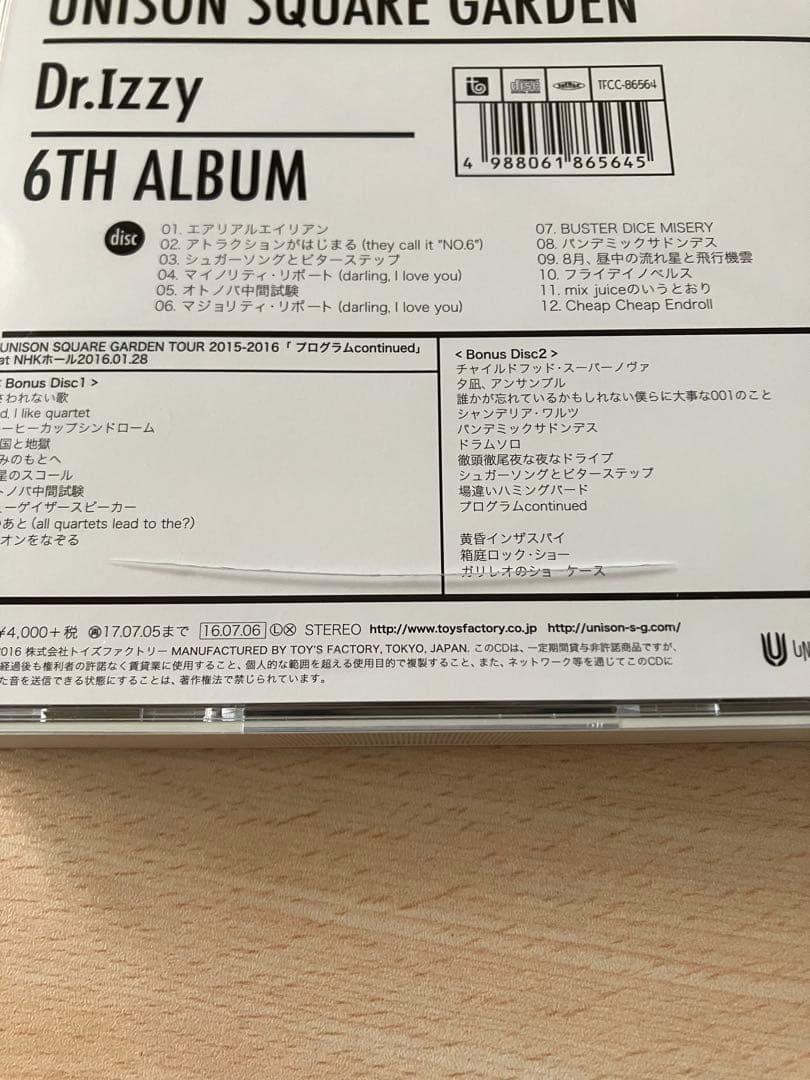 UNISON SQUARE GARDEN
Dr.Izzy
6TH ALBUM
TFCC-86564
4 988061 865645
disc
01. エアリアルエイリアン
02. アトラクションがはじまる (they call it "NO.6")
03. シュガーソングとビターステップ
04. マイノリティ・リポート (darling, I love you)
05. オトノバ中間試験
06. マジョリティ・リポート (darling, I love you)
07. BUSTER DICE MISERY
08. パンデミックサドンデス
09. 8月、昼中の流れ星と飛行機雲
10. フライデイノベルス
11. mix juiceのいうとおり
12. Cheap Cheap Endroll
UNISON SQUARE GARDEN TOUR 2015-2016「 プログラムcontinued」
at NHKホール2016.01.28
< Bonus Disc1 >
さわれない歌
d, I like quartet
ーヒーカップシンドローム
国と地獄
みのもとへ
星のスコール
トノバ中間試験
ューゲイザースピーカー
のあと (all quartets lead to the?)
オンをなぞる
< Bonus Disc2 >
チャイルドフッド・スーパーノヴァ
夕凪、アンサンブル
誰かが忘れているかもしれない僕らに大事な001のこと
シャンデリア・ワルツ
パンデミックサドンデス
ドラムソロ
徹頭徹尾夜な夜なドライブ
シュガーソングとビターステップ
場違いハミングバード
プログラムcontinued
黄昏インザスパイ
箱庭ロック・ショー
ガリレオのショーケース
¥4,000+税 再17.07.05まで 16.07.06 Ⓛⓧ STEREO http://www.toysfactory.co.jp http://unison-s-g.com/
2016 株式会社トイズファクトリー MANUFACTURED BY TOY'S FACTORY, TOKYO, JAPAN. このCDは、一定期間貸与非許諾商品ですが、
経過後も権利者の許諾なく賃貸業に使用すること、個人的な範囲を超える使用目的で複製すること、また、ネットワーク等を通じてこのCDに
た音を送信できる状態にすることは、著作権法で禁じられています。
UN